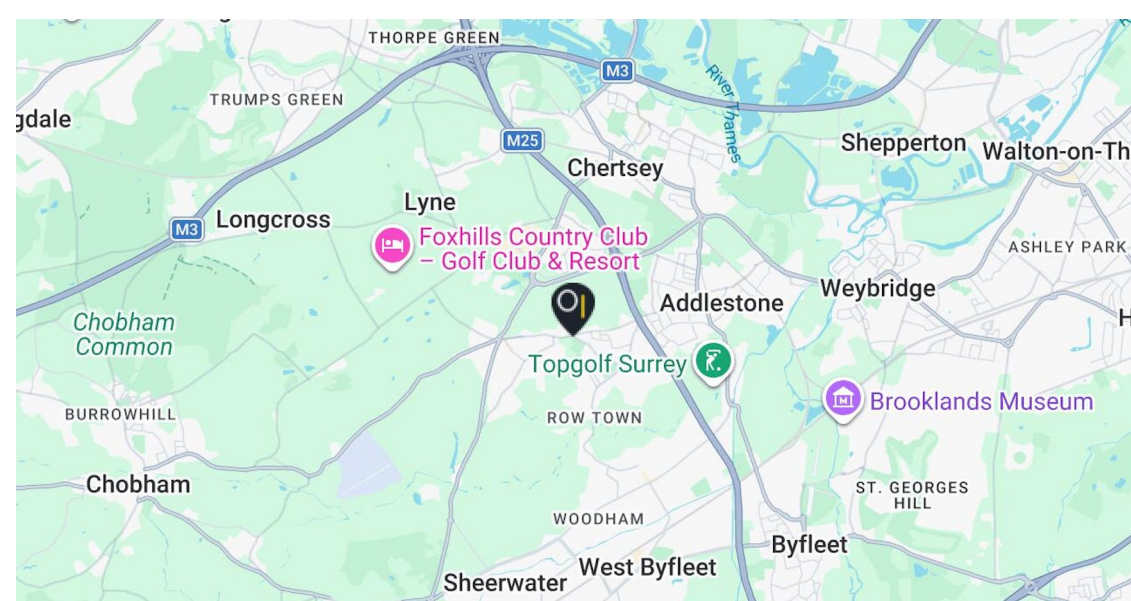 THORPE GREEN
M3
TRUMPS GREEN
River Thames
gdale
M25
Shepperton
Walton-on-Th
Chertsey
Lyne
Longcross
M3
Foxhills Country Club
– Golf Club & Resort
ASHLEY PARK
Weybridge
Addlestone
H
Chobham
Common
Topgolf Surrey
Brooklands Museum
BURROWHILL
ROW TOWN
Chobham
ST. GEORGES
HILL
WOODHAM
Byfleet
West Byfleet
Sheerwater